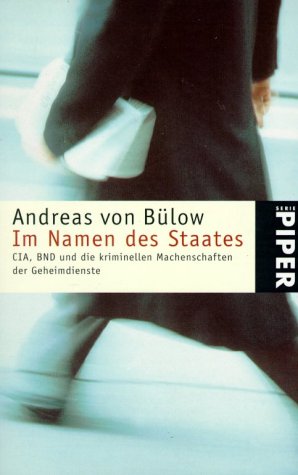 Andreas von Bülow
Im Namen des Staates
CIA, BND und die kriminellen Machenschaften
der Geheimdienste
SERIE
PIPER